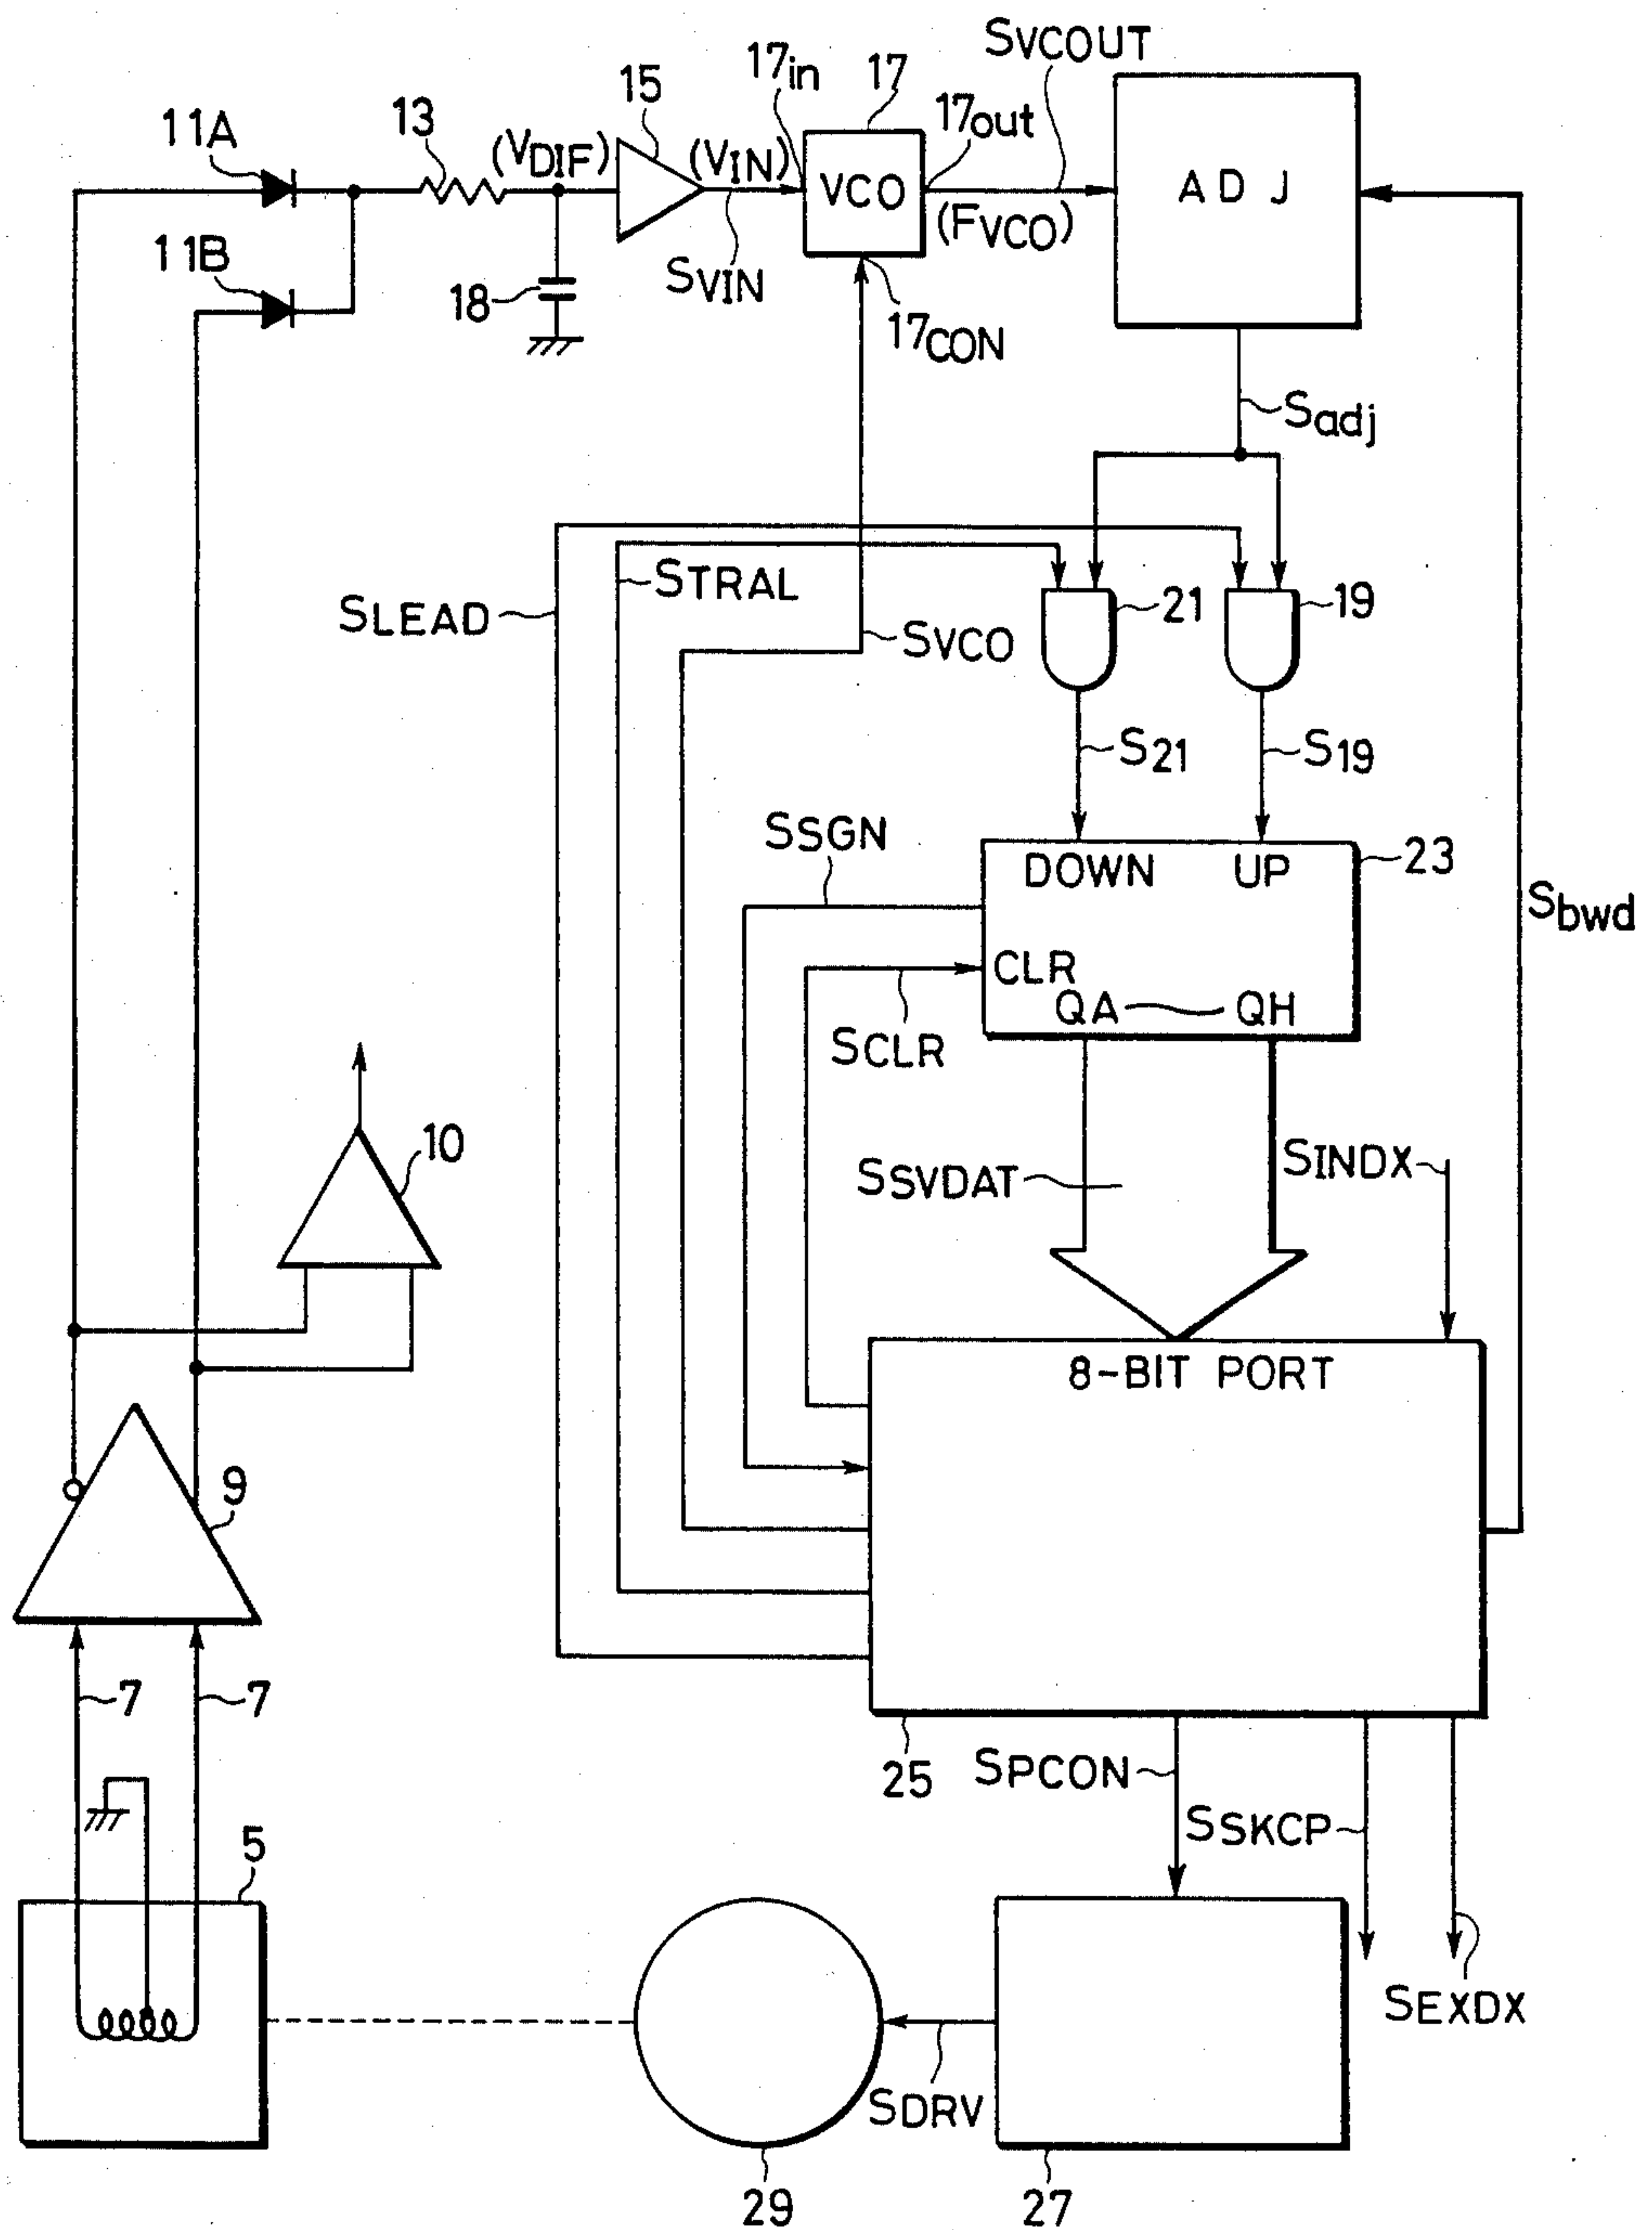 SVCOUT
17in
17
15
17out
13
11A
(VDIF)
(VIN)
VCO
ADJ
(FVCO)
11B
SVIN
18
17CON
Sadj
STRAL
SLEAD
21
19
SVCO
S21
S19
SSGN
DOWN UP
23
Sbwd
CLR
QA QH
SCLR
10
SINDX
SSVDAT
8-BIT PORT
9
7
7
25
SPCON
SSKCP
5
SEXDX
SDRV
29
27